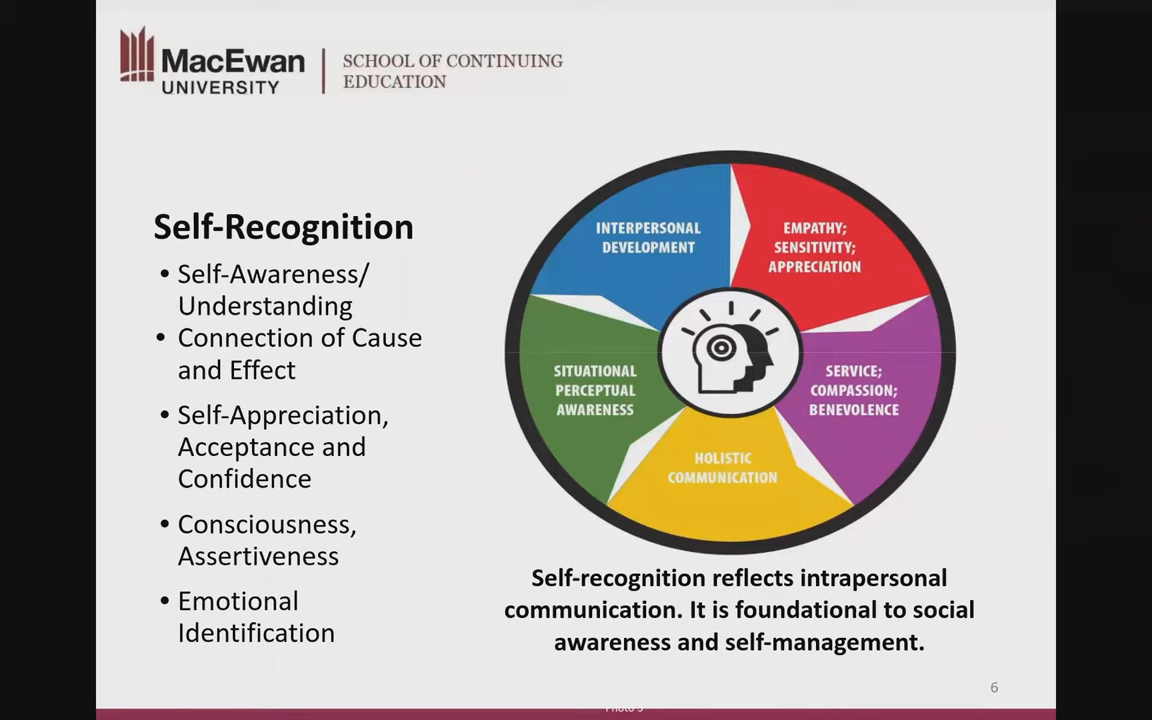 MacEwan
UNIVERSITY
SCHOOL OF CONTINUING
EDUCATION
Self-Recognition
• Self-Awareness/
Understanding
• Connection of Cause
and Effect
• Self-Appreciation,
Acceptance and
Confidence
• Consciousness,
Assertiveness
• Emotional
Identification
INTERPERSONAL
DEVELOPMENT
EMPATHY;
SENSITIVITY;
APPRECIATION
SITUATIONAL
PERCEPTUAL
AWARENESS
SERVICE;
COMPASSION;
BENEVOLENCE
HOLISTIC
COMMUNICATION
Self-recognition reflects intrapersonal
communication. It is foundational to social
awareness and self-management.
6